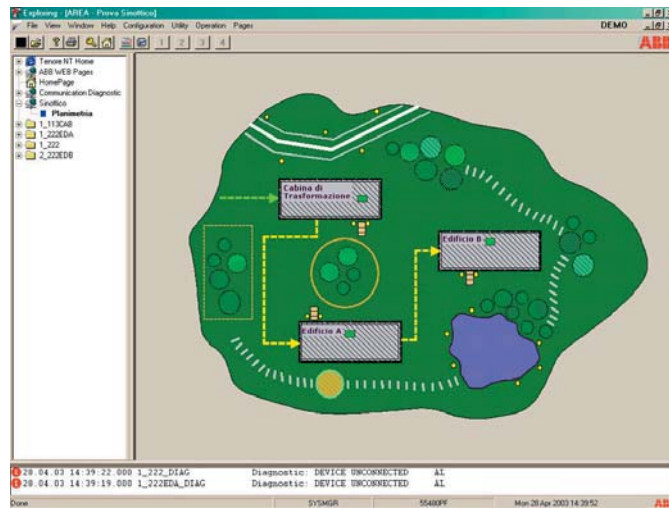 Exploring - [AREA - Prova Sinottico]
File View Window Help Configuration Utility Operation Pages
DEMO
1 2 3 4
ABB
Tenore NT Home
ABB WEB Pages
HomePage
Communication Diagnostic
Sinottico
Planimetria
1_113CAB
1_222EDA
1_222
2_222EDB
Cabina di
Trasformazione
Edificio B
Edificio A
28.04.03 14:39:22.000 1_222_DIAG Diagnostic: DEVICE UNCONNECTED AL
28.04.03 14:39:19.000 1_222EDA_DIAG Diagnostic: DEVICE UNCONNECTED AL
Done SYSMGR 55480PF Mon 28 Apr 2003 14:39:52 ABB